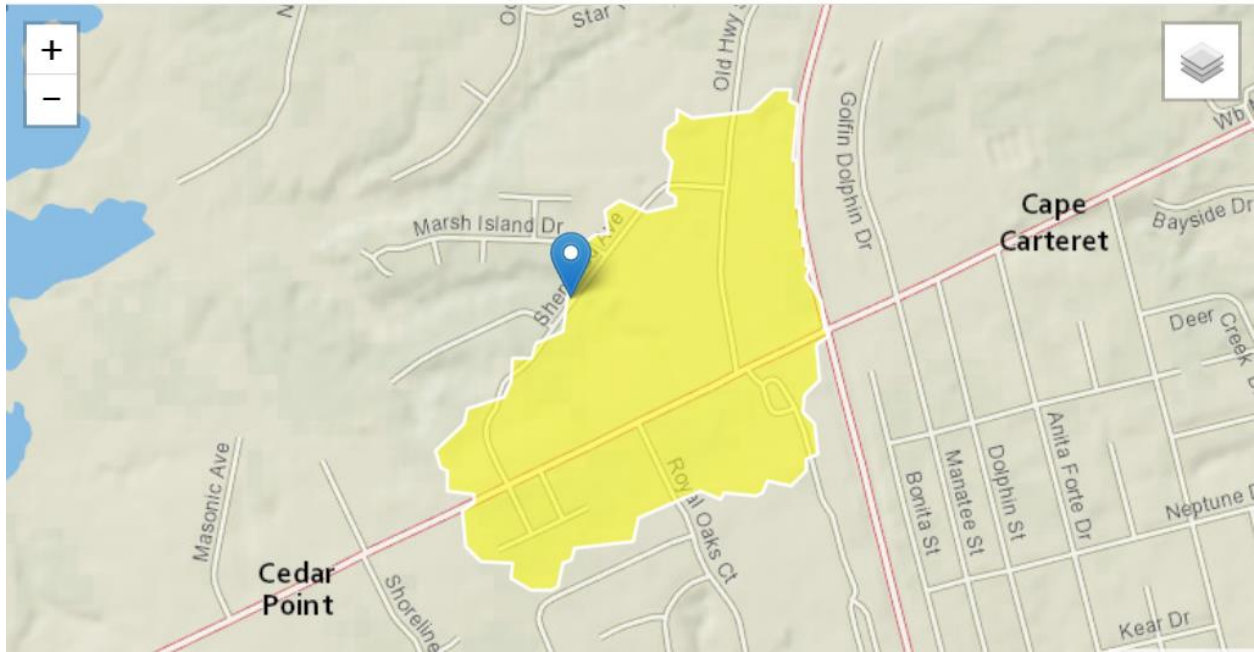 +
−
Star
Old Hwy
Golfin Dolphin Dr
Wb
Cape
Carteret
Bayside Dr
Marsh Island Dr
Ave
Deer
Creek
Masonic Ave
Royal Oaks Ct
Anita Forte Dr
Dolphin St
Manatee St
Bonita St
Neptune D
Cedar
Point
Shoreline
Kear Dr